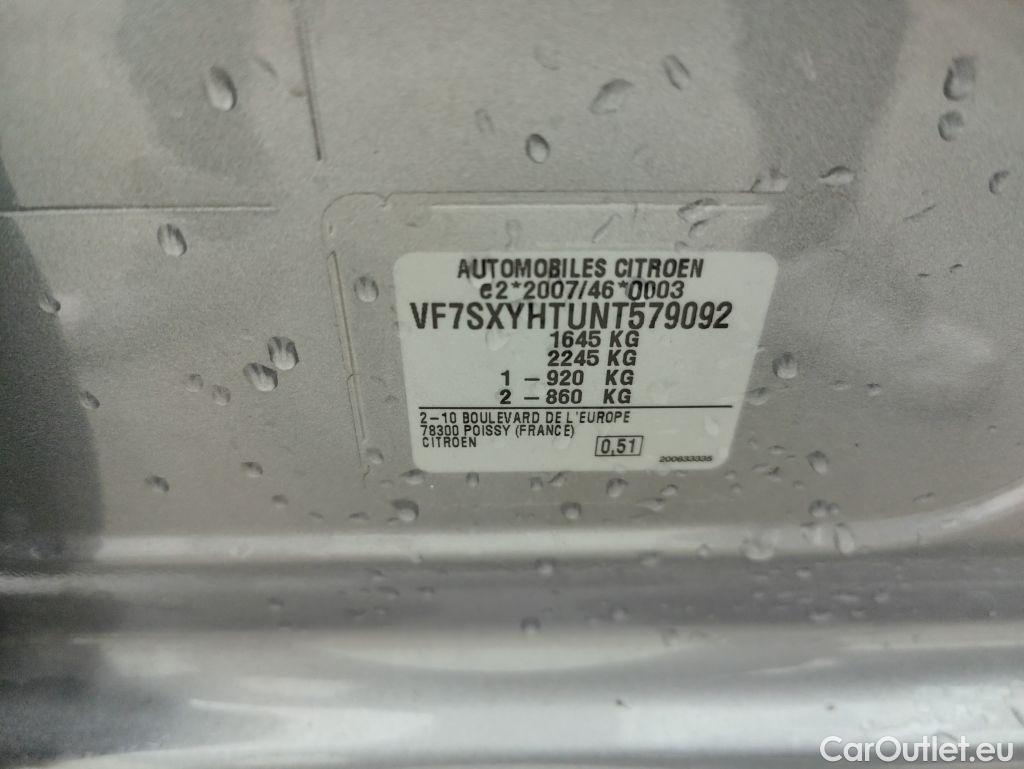 AUTOMOBILES CITROEN
e2*2007/46*0003
VF7SXYHTUNT579092
1645 KG
2245 KG
1 – 920 KG
2 – 860 KG
2–10 BOULEVARD DE L'EUROPE
78300 POISSY (FRANCE)
CITROEN
0,51
200633335
CarOutlet.eu